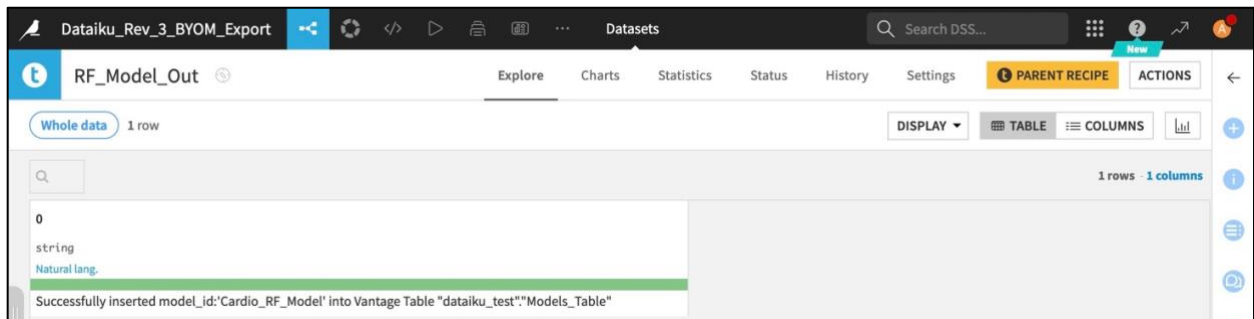 Dataiku_Rev_3_BYOM_Export ... Datasets Search DSS... ? A
New
t RF_Model_Out Explore Charts Statistics Status History Settings t PARENT RECIPE ACTIONS
Whole data 1 row DISPLAY TABLE COLUMNS
1 rows - 1 columns
0
string
Natural lang.
Successfully inserted model_id:'Cardio_RF_Model' into Vantage Table "dataiku_test"."Models_Table"